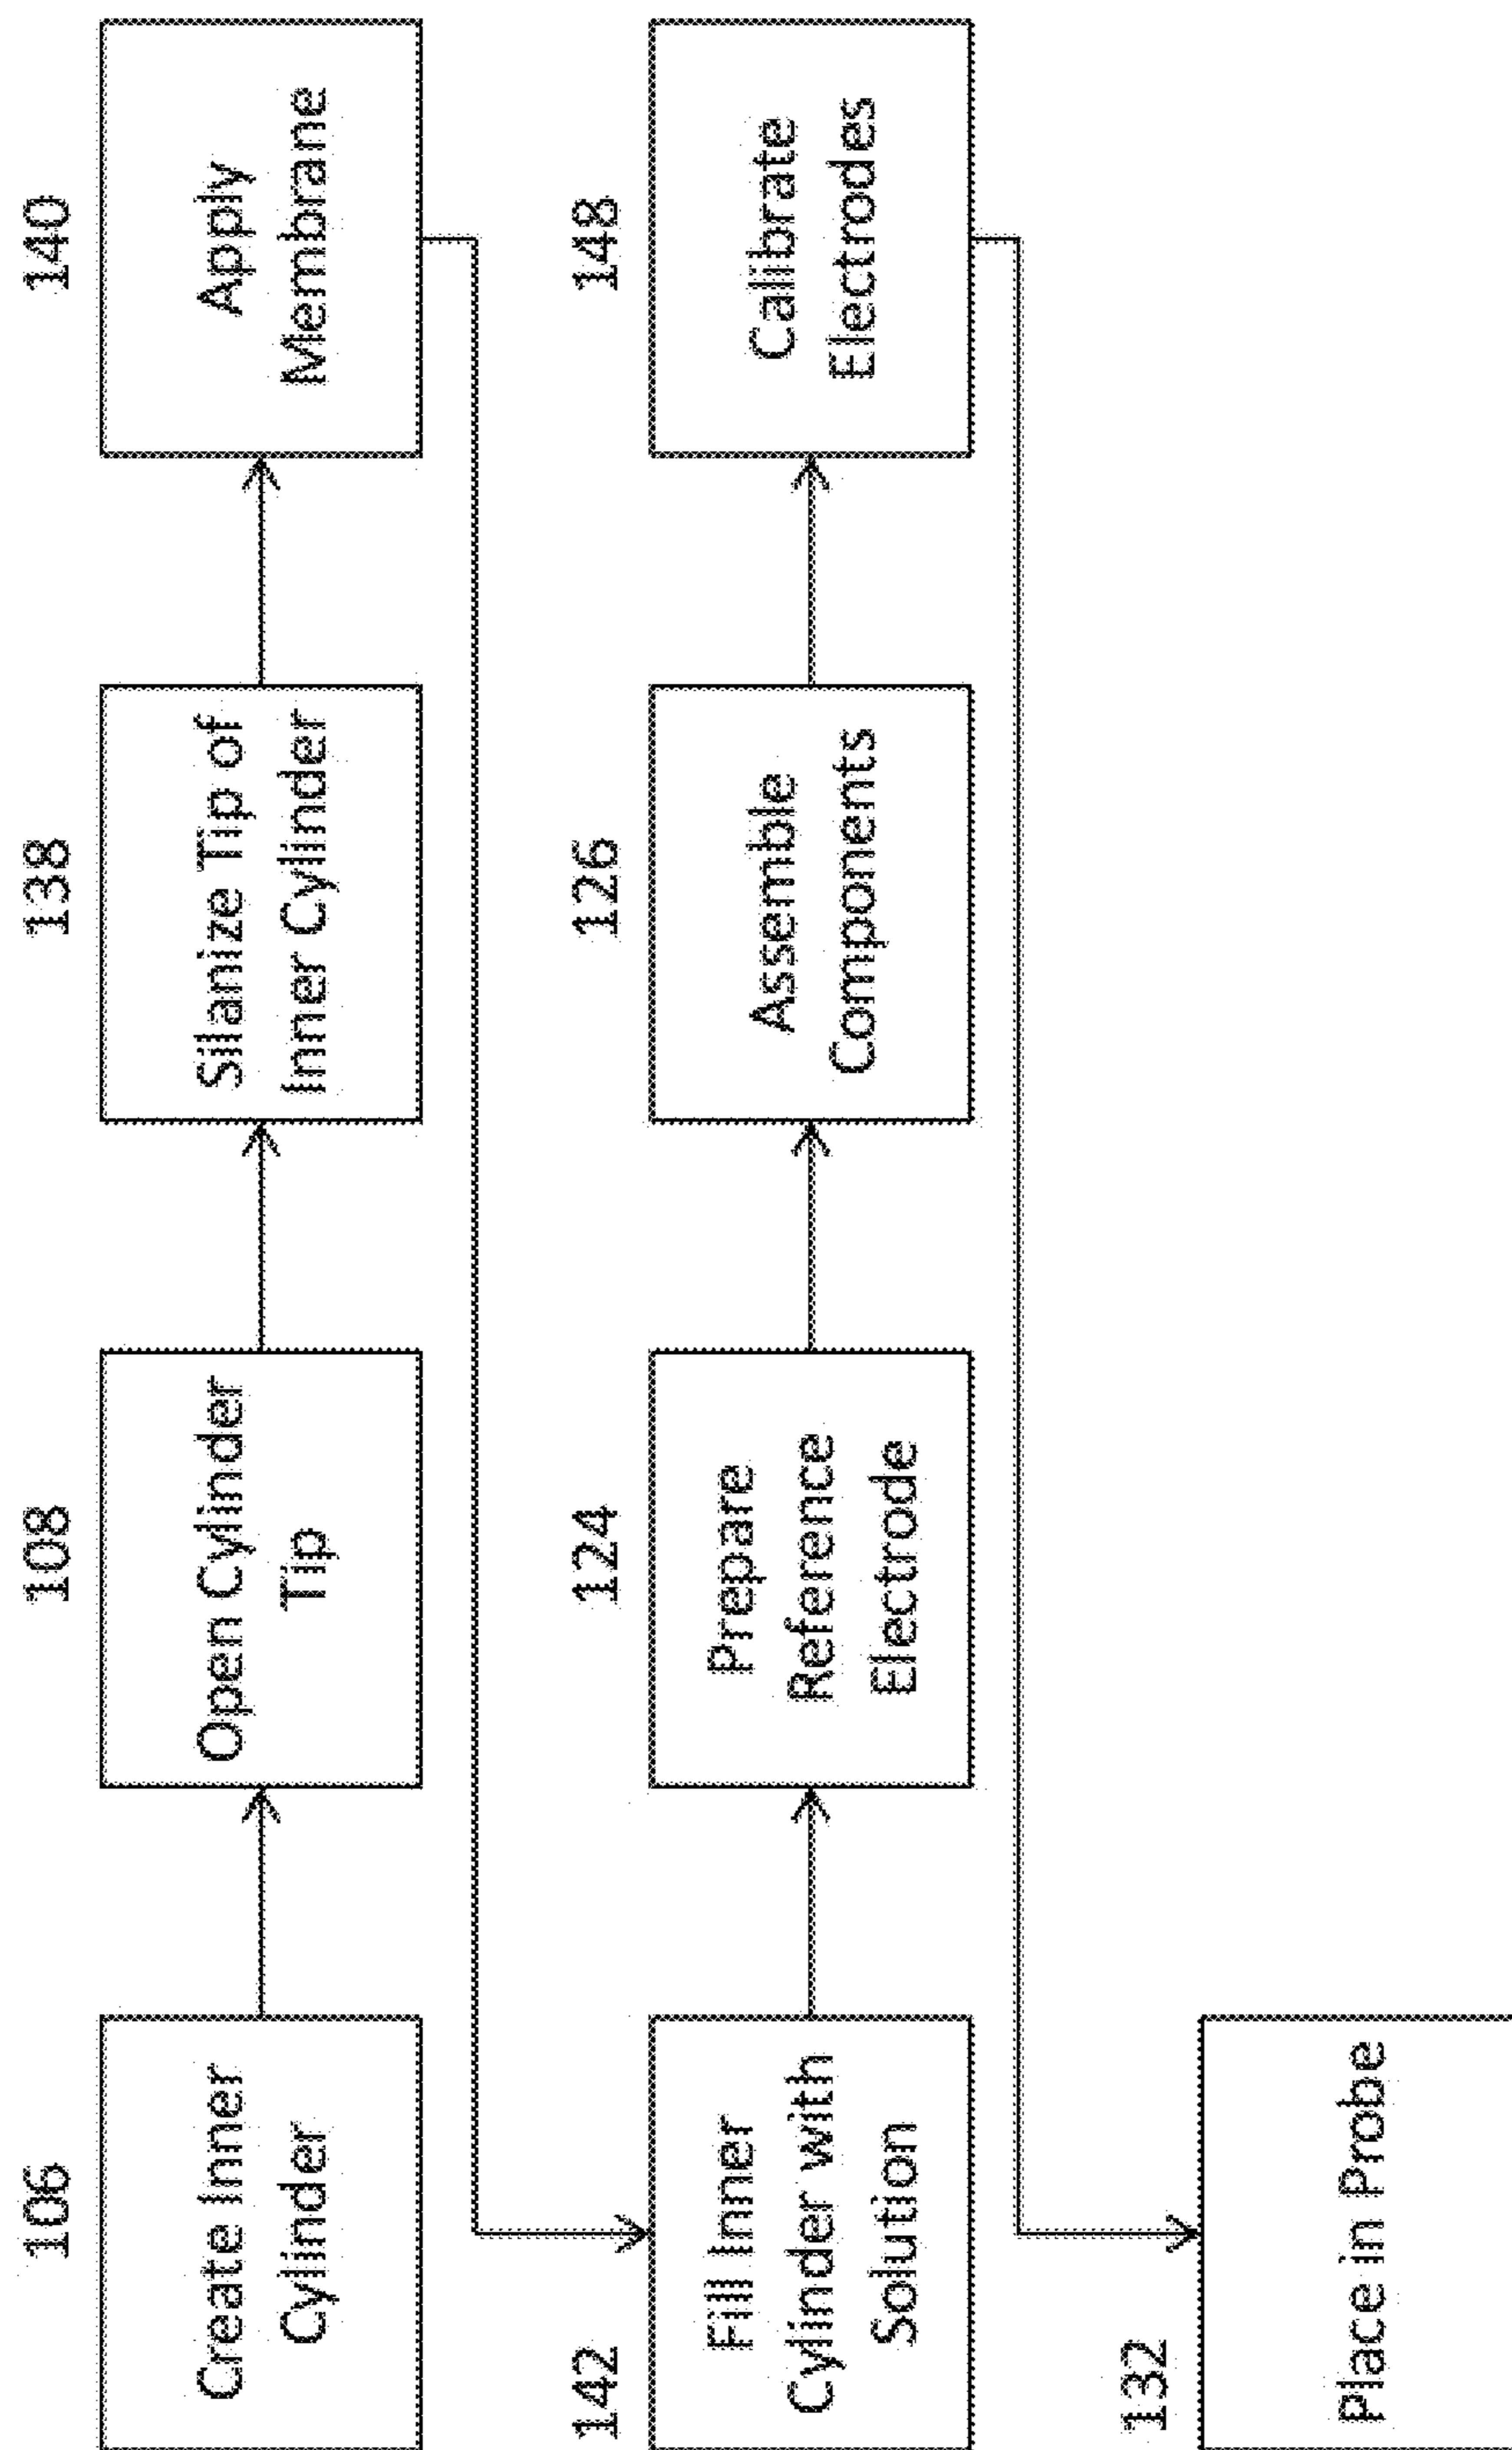 106
Create Inner
Cylinder
108
Open Cylinder
Tip
138
Silanize Tip of
Inner Cylinder
140
Apply
Membrane
142
Fill Inner
Cylinder with
Solution
124
Prepare
Reference
Electrode
126
Assemble
Components
148
Calibrate
Electrodes
132
Place in Probe